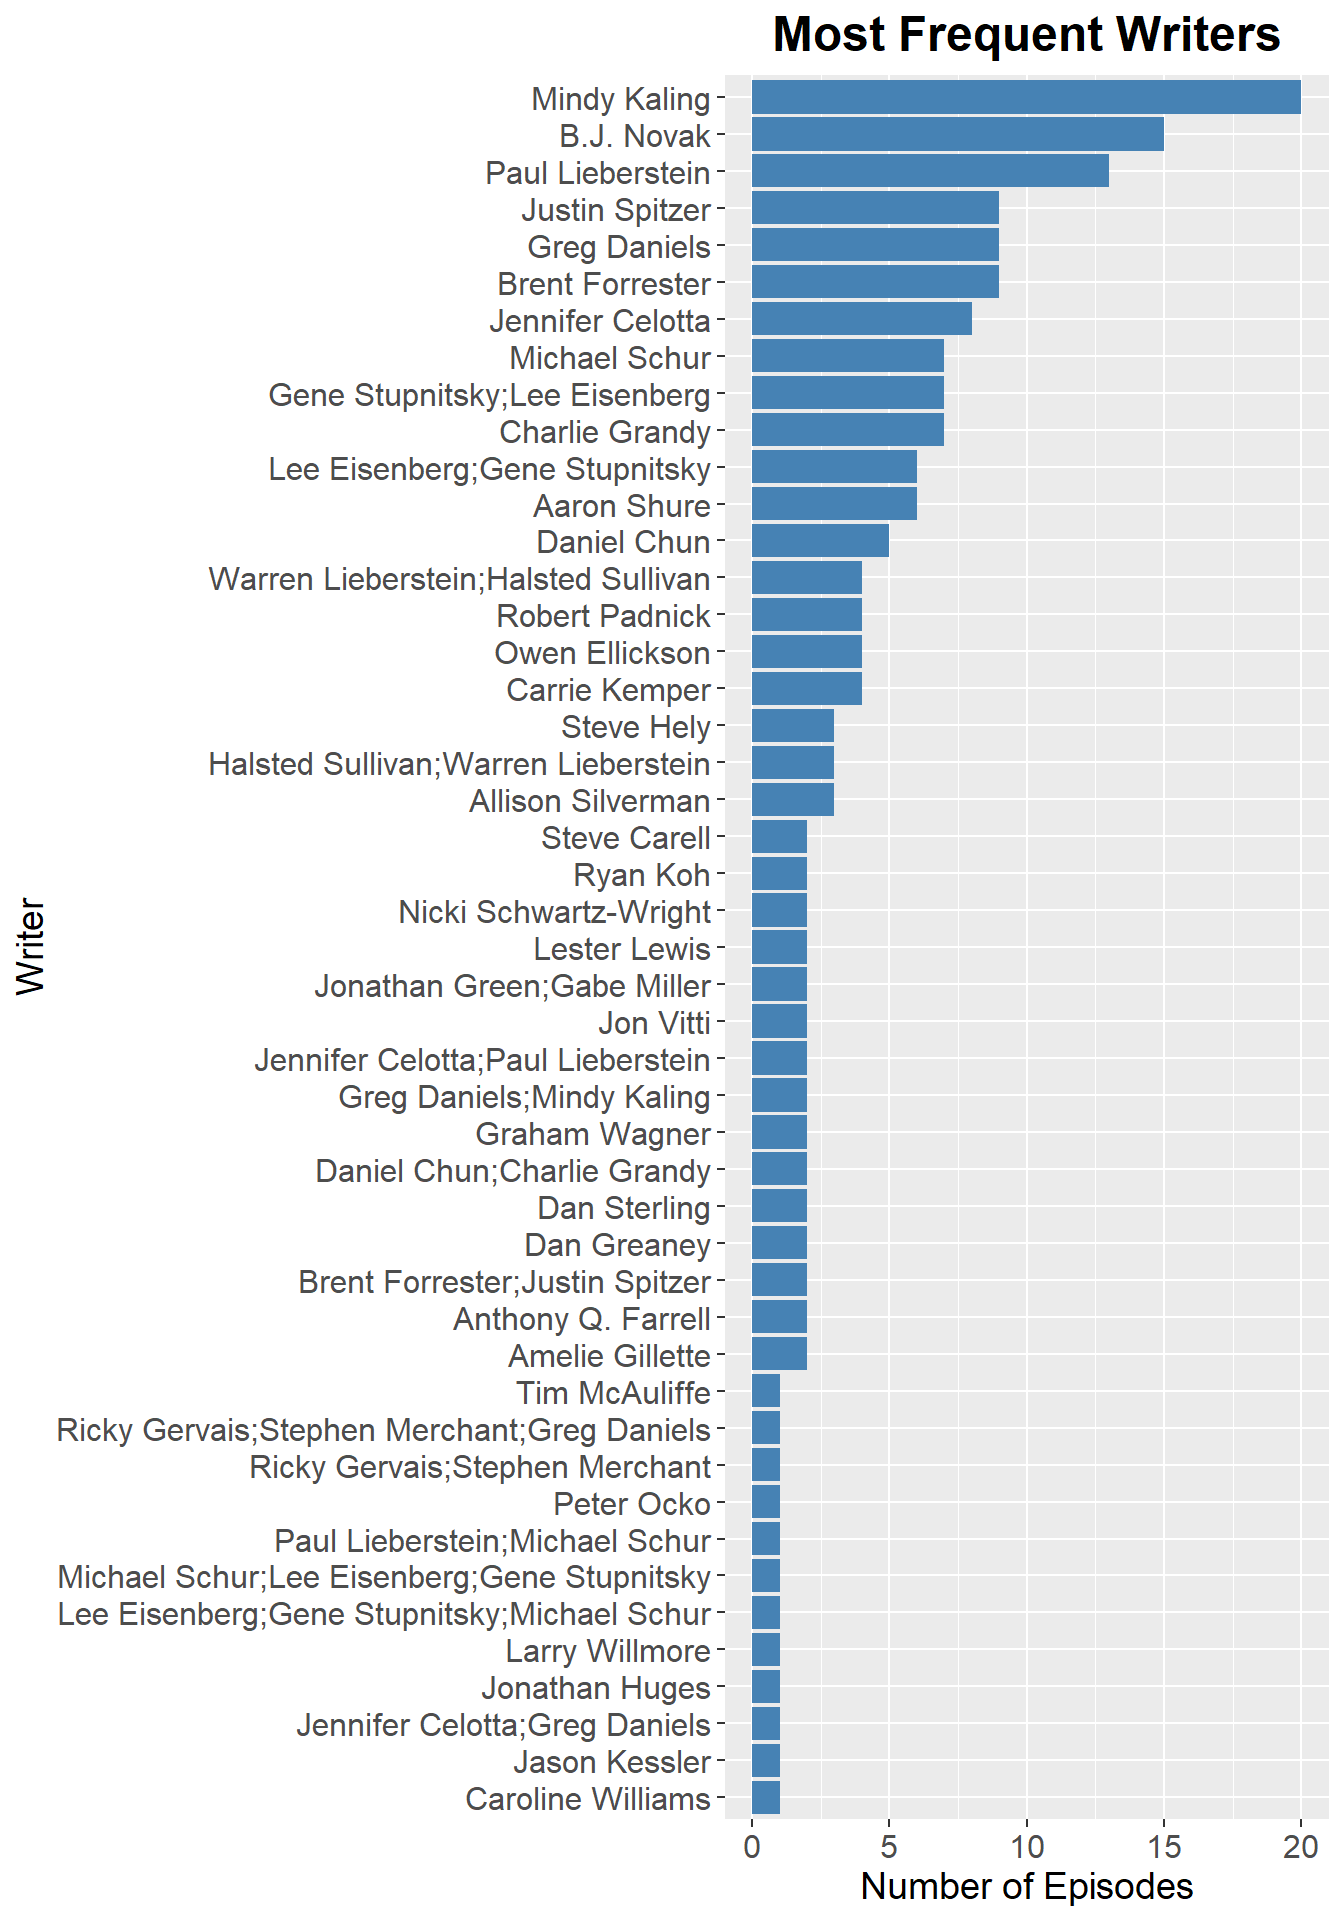 Most Frequent Writers
Mindy Kaling
B.J. Novak
Paul Lieberstein
Justin Spitzer
Greg Daniels
Brent Forrester
Jennifer Celotta
Michael Schur
Gene Stupnitsky;Lee Eisenberg
Charlie Grandy
Lee Eisenberg;Gene Stupnitsky
Aaron Shure
Daniel Chun
Warren Lieberstein;Halsted Sullivan
Robert Padnick
Owen Ellickson
Carrie Kemper
Steve Hely
Halsted Sullivan;Warren Lieberstein
Allison Silverman
Steve Carell
Ryan Koh
Nicki Schwartz-Wright
Lester Lewis
Jonathan Green;Gabe Miller
Jon Vitti
Jennifer Celotta;Paul Lieberstein
Greg Daniels;Mindy Kaling
Graham Wagner
Daniel Chun;Charlie Grandy
Dan Sterling
Dan Greaney
Brent Forrester;Justin Spitzer
Anthony Q. Farrell
Amelie Gillette
Tim McAuliffe
Ricky Gervais;Stephen Merchant;Greg Daniels
Ricky Gervais;Stephen Merchant
Peter Ocko
Paul Lieberstein;Michael Schur
Michael Schur;Lee Eisenberg;Gene Stupnitsky
Lee Eisenberg;Gene Stupnitsky;Michael Schur
Larry Willmore
Jonathan Huges
Jennifer Celotta;Greg Daniels
Jason Kessler
Caroline Williams
Writer
0 5 10 15 20
Number of Episodes